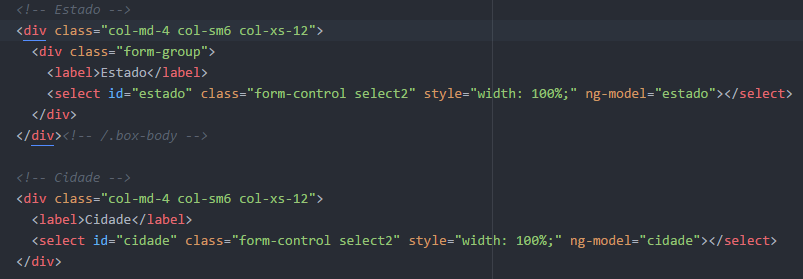 <!-- Estado -->
<div class="col-md-4 col-sm6 col-xs-12">
  <div class="form-group">
    <label>Estado</label>
    <select id="estado" class="form-control select2" style="width: 100%;" ng-model="estado"></select>
  </div>
</div><!-- /.box-body -->

<!-- Cidade -->
<div class="col-md-4 col-sm6 col-xs-12">
  <label>Cidade</label>
  <select id="cidade" class="form-control select2" style="width: 100%;" ng-model="cidade"></select>
</div>